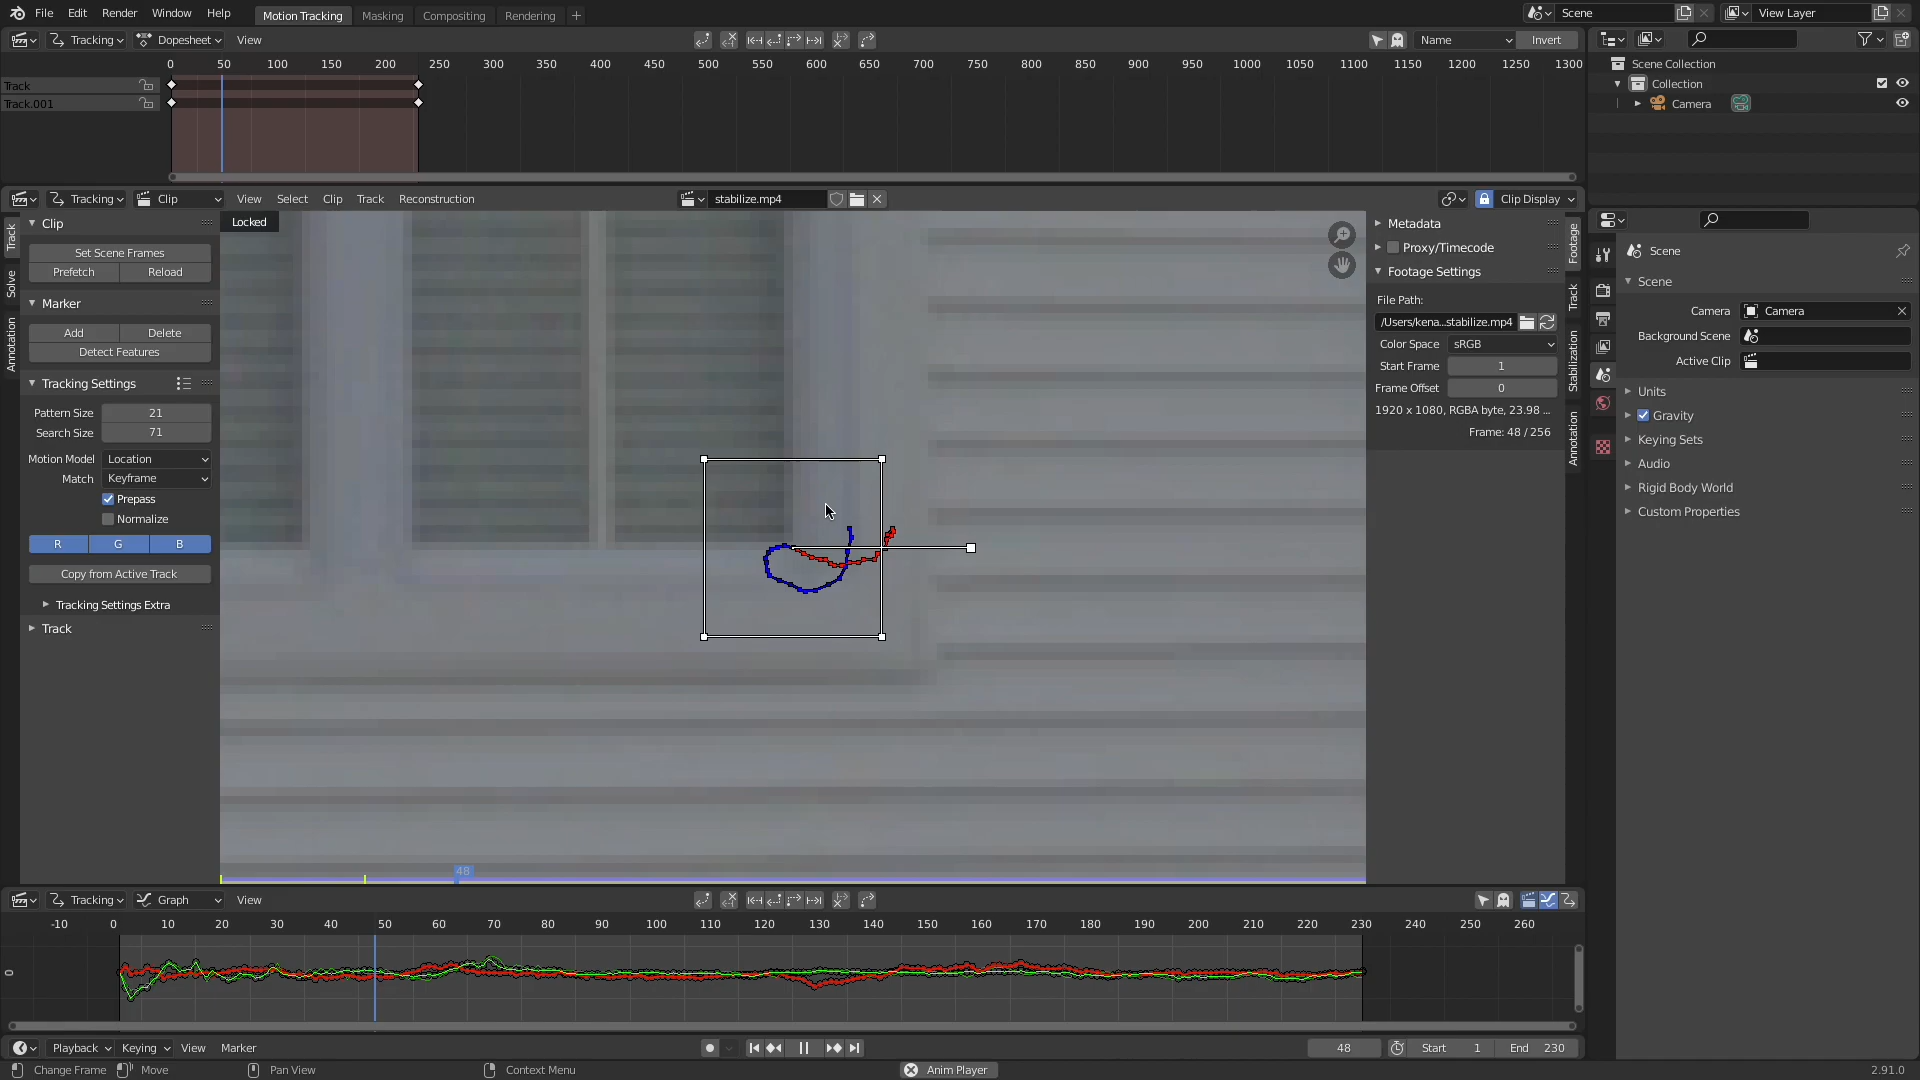 File Edit Render Window Help Motion Tracking Masking Compositing Rendering + Scene View Layer
Tracking Dopesheet View Name Invert
0 50 100 150 200 250 300 350 400 450 500 550 600 650 700 750 800 850 900 950 1000 1050 1100 1150 1200 1250 1300
Track
Track.001
Scene Collection
Collection
Camera
Tracking Clip View Select Clip Track Reconstruction stabilize.mp4 Clip Display
Track
Solve
Annotation
Clip
Set Scene Frames
Prefetch Reload
Marker
Add Delete
Detect Features
Tracking Settings
Pattern Size 21
Search Size 71
Motion Model Location
Match Keyframe
Prepass
Normalize
R G B
Copy from Active Track
Tracking Settings Extra
Track
Locked
48
Metadata
Proxy/Timecode
Footage Settings
File Path:
/Users/kena...stabilize.mp4
Color Space sRGB
Start Frame 1
Frame Offset 0
1920 x 1080, RGBA byte, 23.98 ...
Frame: 48 / 256
Footage
Track
Stabilization
Annotation
Scene
Scene
Camera Camera
Background Scene
Active Clip
Units
Gravity
Keying Sets
Audio
Rigid Body World
Custom Properties
Tracking Graph View
-10 0 10 20 30 40 50 60 70 80 90 100 110 120 130 140 150 160 170 180 190 200 210 220 230 240 250 260
0
Playback Keying View Marker 48 Start 1 End 230
Change Frame Move Pan View Context Menu Anim Player 2.91.0